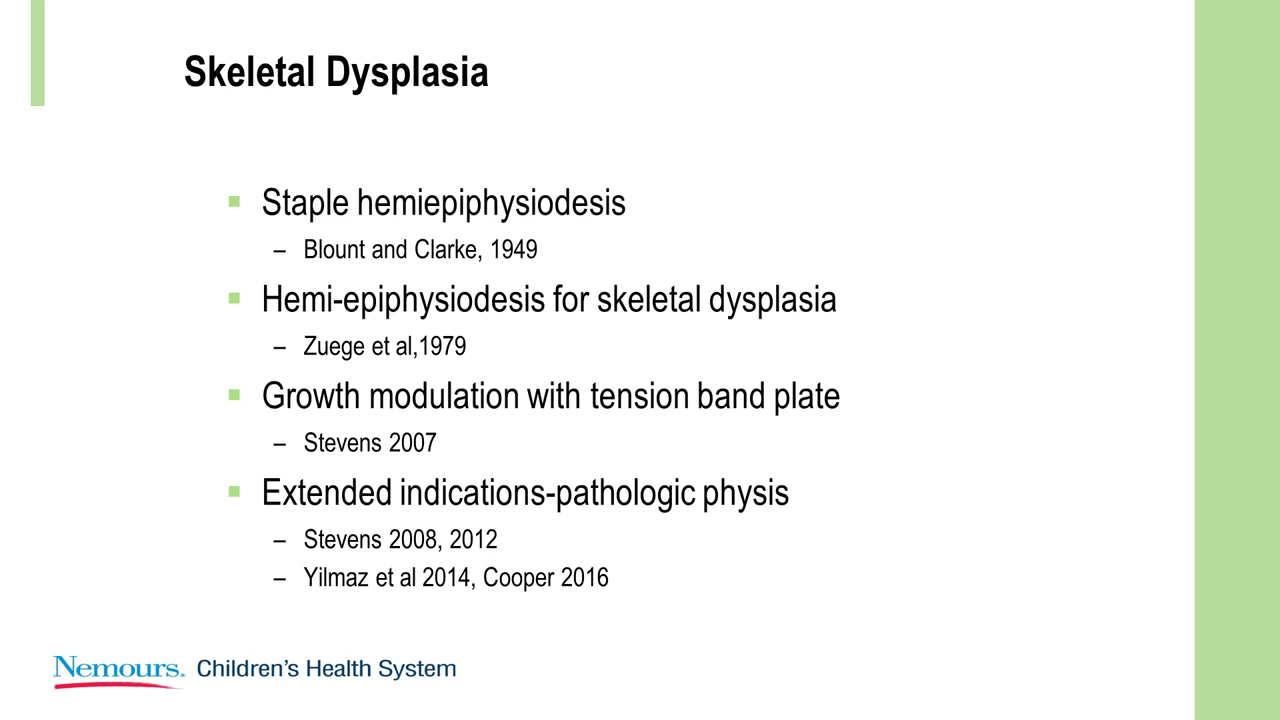 Skeletal Dysplasia
Staple hemiepiphysiodesis
– Blount and Clarke, 1949
Hemi-epiphysiodesis for skeletal dysplasia
– Zuege et al,1979
Growth modulation with tension band plate
– Stevens 2007
Extended indications-pathologic physis
– Stevens 2008, 2012
– Yilmaz et al 2014, Cooper 2016
Nemours. Children's Health System